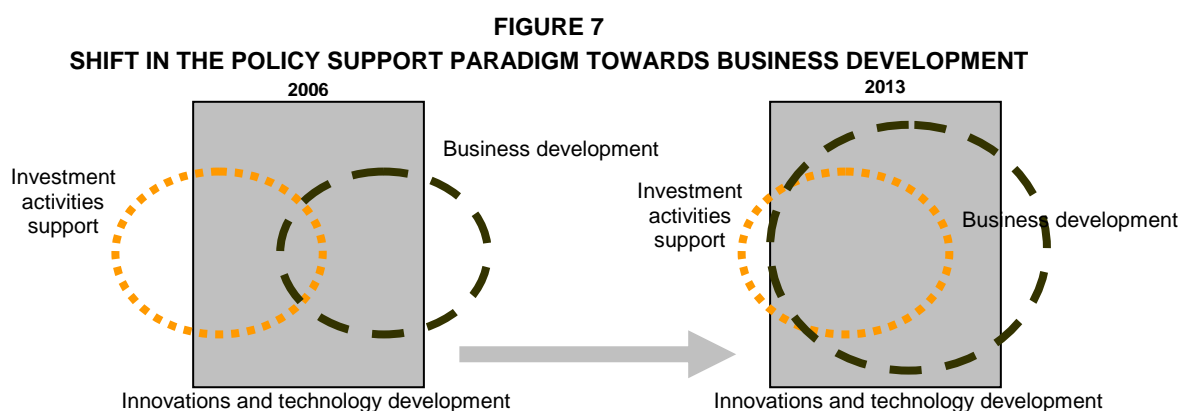 FIGURE 7
SHIFT IN THE POLICY SUPPORT PARADIGM TOWARDS BUSINESS DEVELOPMENT
2006
Investment
activities
support
Business development
Innovations and technology development
2013
Investment
activities
support
Business development
Innovations and technology development